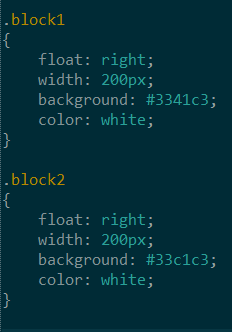 .block1
{
    float: right;
    width: 200px;
    background: #3341c3;
    color: white;
}

.block2
{
    float: right;
    width: 200px;
    background: #33c1c3;
    color: white;
}